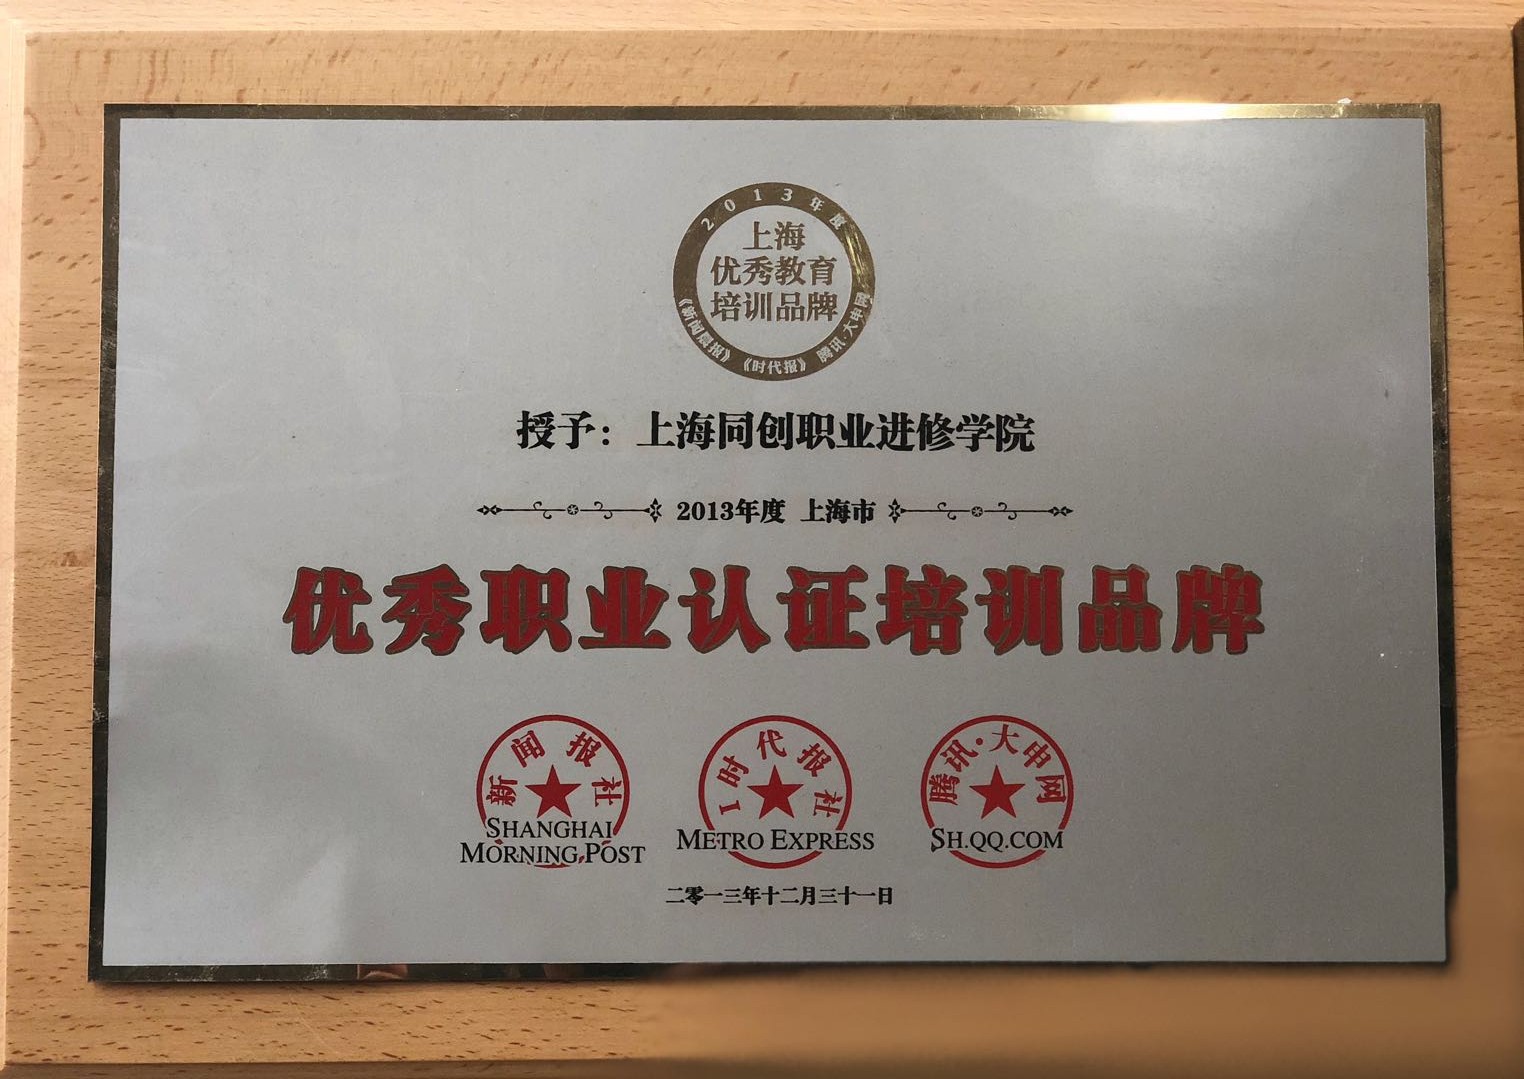 2013年度
上海
优秀教育
培训品牌
《新闻晨报》 《时代报》 腾讯·大申网
授予：上海同创职业进修学院
2013年度 上海市
优秀职业认证培训品牌
新闻报社
SHANGHAI
MORNING POST
I时代报社
METRO EXPRESS
腾讯·大申网
SH.QQ.COM
二零一三年十二月三十一日